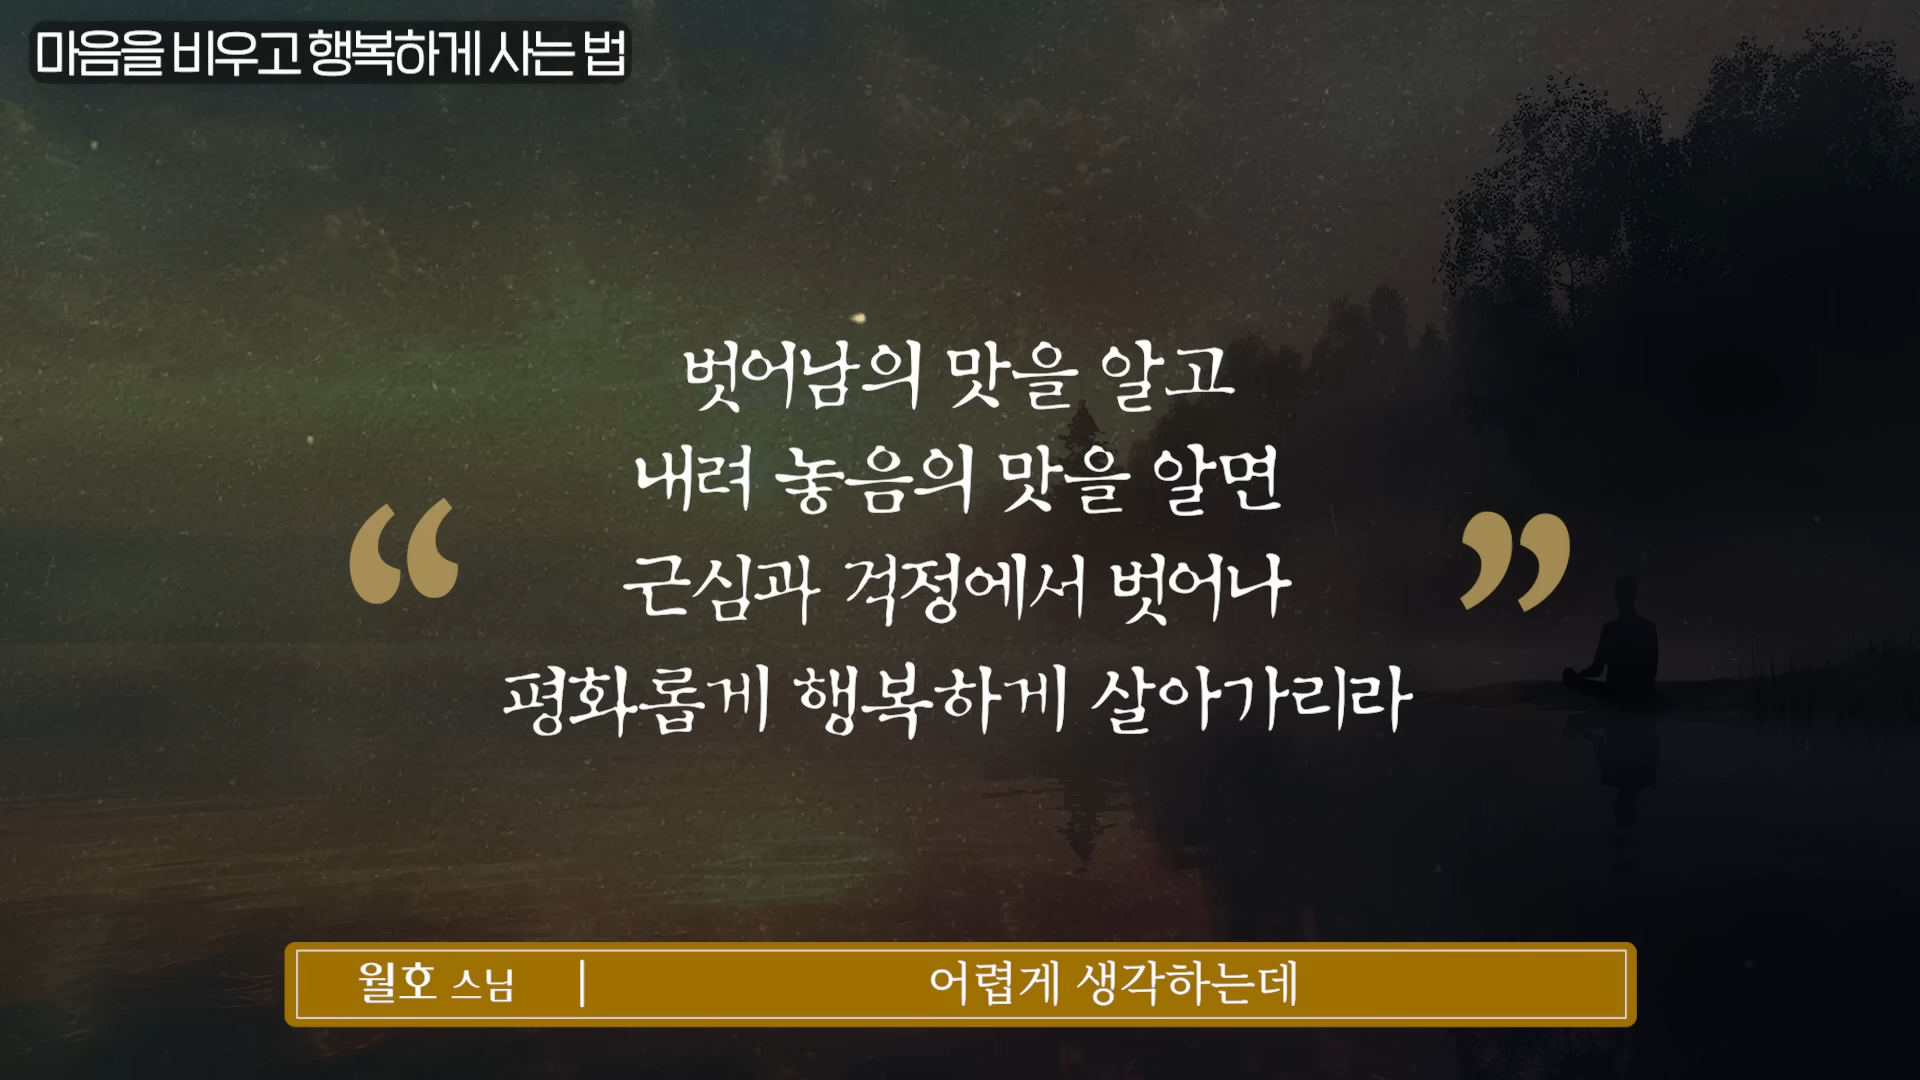 마음을 비우고 행복하게 사는 법
벗어남의 맛을 알고
내려 놓음의 맛을 알면
“ 근심과 걱정에서 벗어나 ”
평화롭게 행복하게 살아가리라
월호 스님 | 어렵게 생각하는데